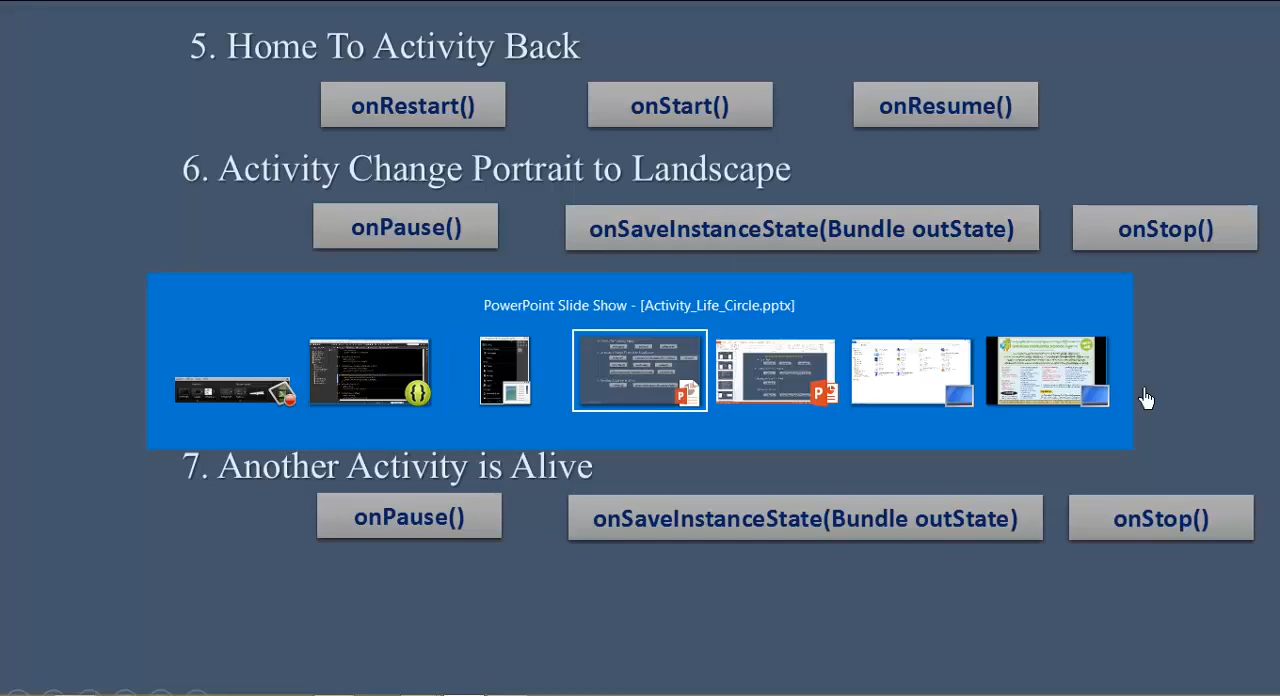 5. Home To Activity Back
onRestart() onStart() onResume()
6. Activity Change Portrait to Landscape
onPause() onSaveInstanceState(Bundle outState) onStop()
PowerPoint Slide Show - [Activity_Life_Circle.pptx]
7. Another Activity is Alive
onPause() onSaveInstanceState(Bundle outState) onStop()